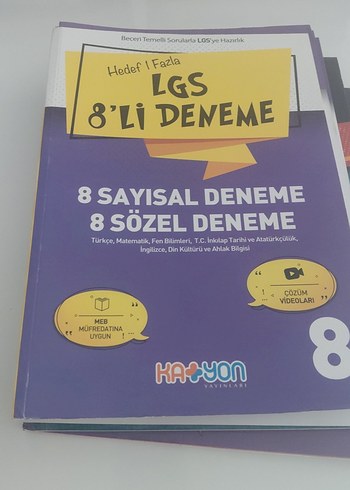 Beceri Temelli Sorularla LGS'ye Hazırlık
Hedef 1 Fazla
LGS
8'Lİ DENEME
8 SAYISAL DENEME
8 SÖZEL DENEME
Türkçe, Matematik, Fen Bilimleri, T.C. İnkılap Tarihi ve Atatürkçülük,
İngilizce, Din Kültürü ve Ahlak Bilgisi
MEB
MÜFREDATINA
UYGUN
ÇÖZÜM
VİDEOLARI
8
KATYON
YAYINLARI